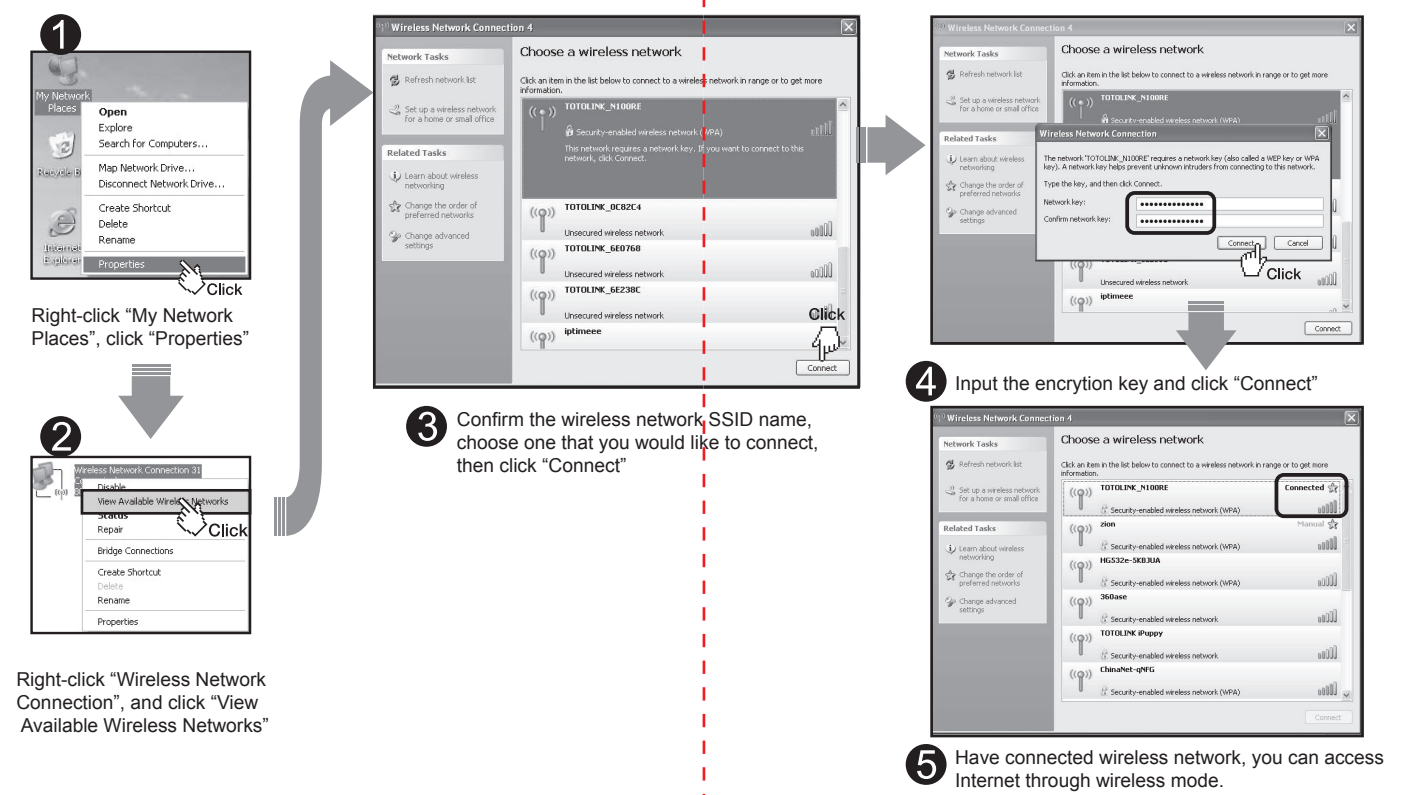 1
My Network
Places
Recycle B
Internet
Explorer
Open
Explore
Search for Computers...
Map Network Drive...
Disconnect Network Drive...
Create Shortcut
Delete
Rename
Properties
Click
Right-click “My Network
Places”, click “Properties”
2
Wireless Network Connection 31
Disable
View Available Wireless Networks
Status
Repair
Click
Bridge Connections
Create Shortcut
Delete
Rename
Properties
Right-click “Wireless Network
Connection”, and click “View
Available Wireless Networks”
Wireless Network Connection 4
Network Tasks
Refresh network list
Set up a wireless network
for a home or small office
Related Tasks
Learn about wireless
networking
Change the order of
preferred networks
Change advanced
settings
Choose a wireless network
Click an item in the list below to connect to a wireless network in range or to get more
information.
TOTOLINK_N100RE
Security-enabled wireless network (WPA)
This network requires a network key. If you want to connect to this
network, click Connect.
TOTOLINK_0C82C4
Unsecured wireless network
TOTOLINK_6E0768
Unsecured wireless network
TOTOLINK_6E238C
Unsecured wireless network
iptimeee
Click
Connect
3
Confirm the wireless network SSID name,
choose one that you would like to connect,
then click “Connect”
Wireless Network Connection 4
Network Tasks
Refresh network list
Set up a wireless network
for a home or small office
Related Tasks
Learn about wireless
networking
Change the order of
preferred networks
Change advanced
settings
Choose a wireless network
Click an item in the list below to connect to a wireless network in range or to get more
information.
TOTOLINK_N100RE
Security-enabled wireless network (WPA)
Wireless Network Connection
The network 'TOTOLINK_N100RE' requires a network key (also called a WEP key or WPA
key). A network key helps prevent unknown intruders from connecting to this network.
Type the key, and then click Connect.
Network key:
Confirm network key:
Connect
Cancel
Click
Unsecured wireless network
iptimeee
Connect
4
Input the encrytion key and click “Connect”
Wireless Network Connection 4
Network Tasks
Refresh network list
Set up a wireless network
for a home or small office
Related Tasks
Learn about wireless
networking
Change the order of
preferred networks
Change advanced
settings
Choose a wireless network
Click an item in the list below to connect to a wireless network in range or to get more
information.
TOTOLINK_N100RE
Connected
Security-enabled wireless network (WPA)
zion
Manual
Security-enabled wireless network (WPA)
HG532e-5K8JUA
Security-enabled wireless network (WPA)
360ase
Security-enabled wireless network
TOTOLINK iPuppy
Security-enabled wireless network
ChinaNet-qNFG
Security-enabled wireless network (WPA)
Connect
5
Have connected wireless network, you can access
Internet through wireless mode.